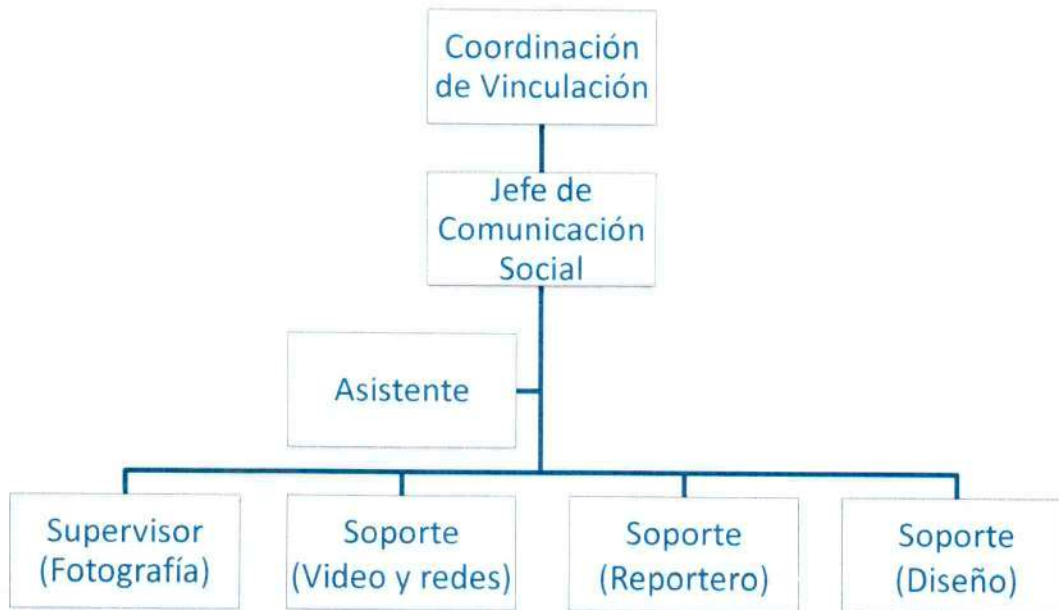 Coordinación
de Vinculación
Jefe de
Comunicación
Social
Asistente
Supervisor
(Fotografía)
Soporte
(Video y redes)
Soporte
(Reportero)
Soporte
(Diseño)